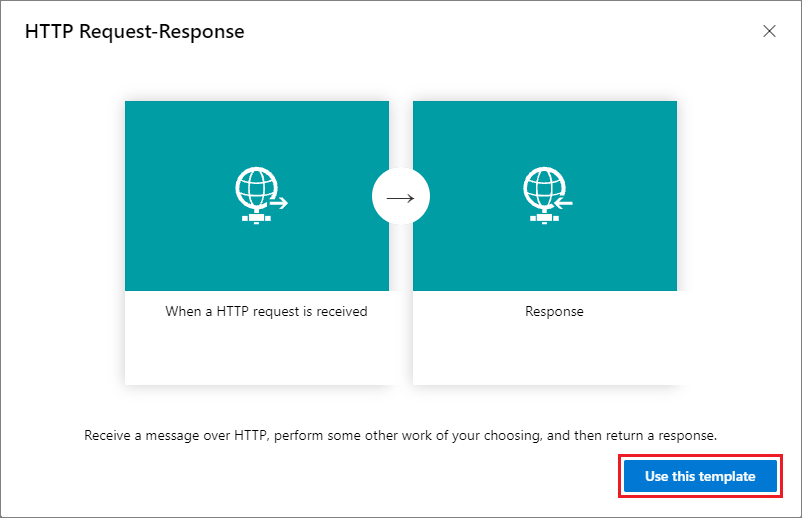 HTTP Request-Response
When a HTTP request is received
Response
Receive a message over HTTP, perform some other work of your choosing, and then return a response.
Use this template